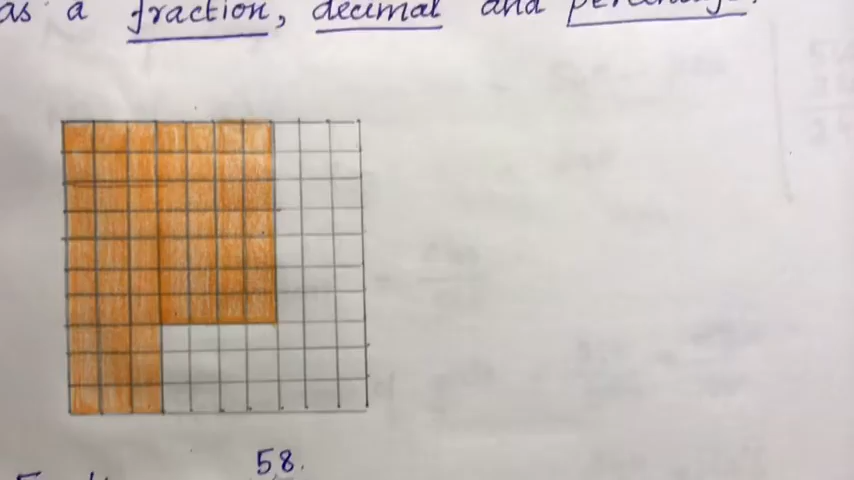 as a fraction, decimal and
58.